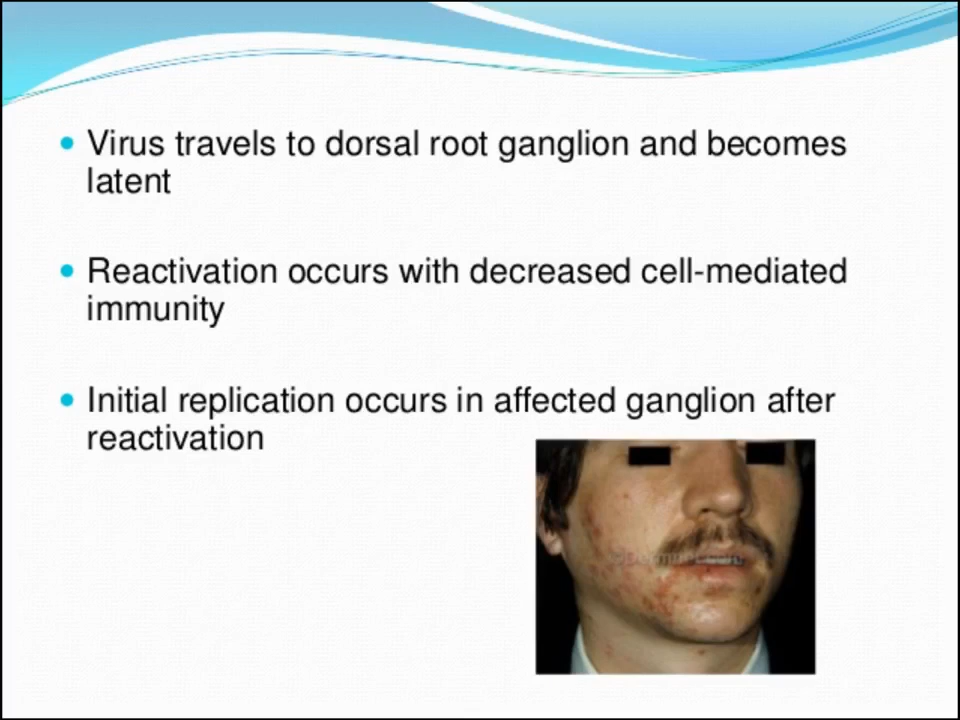 Virus travels to dorsal root ganglion and becomes
latent
Reactivation occurs with decreased cell-mediated
immunity
Initial replication occurs in affected ganglion after
reactivation